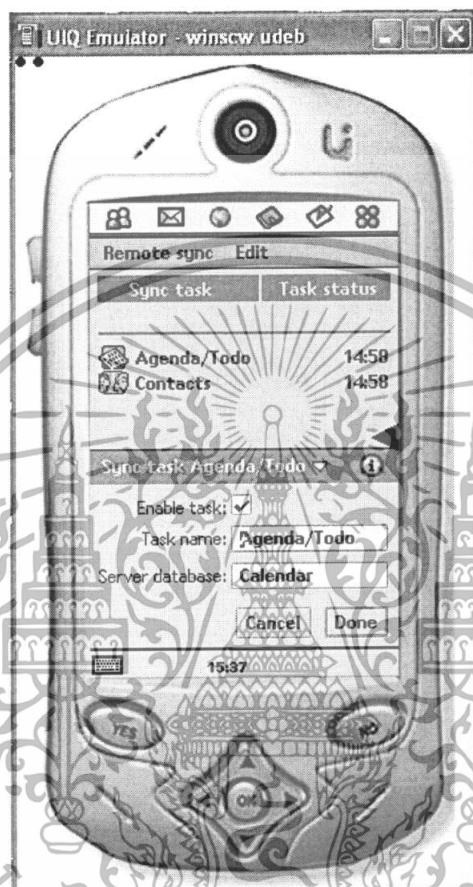 UIQ Emulator - winscw udeb
Remote sync Edit
Sync task Task status
Agenda/Todo 14:58
Contacts 14:58
Sync task Agenda/Todo
Enable task:
Task name: Agenda/Todo
Server database: Calendar
Cancel Done
15:37
YES NO
OK